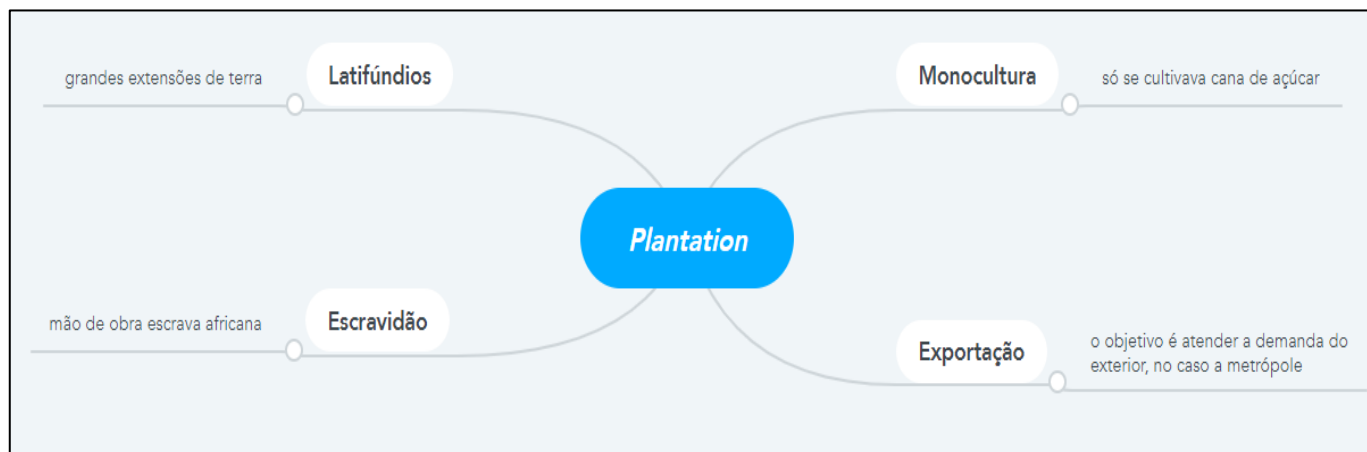 Latifúndios
grandes extensões de terra
Monocultura
só se cultivava cana de açúcar
Plantation
Escravidão
mão de obra escrava africana
Exportação
o objetivo é atender a demanda do
exterior, no caso a metrópole